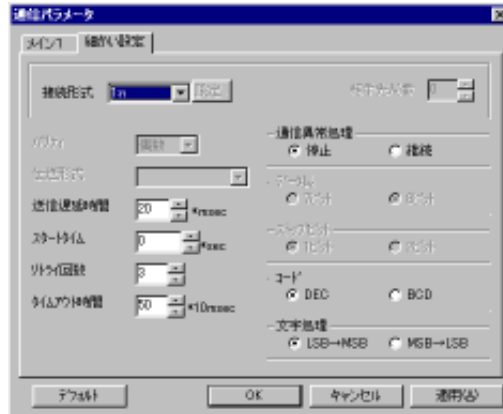 通信パラメータ
メイン1 細かい設定
接続形式 1:n 設定 0
パリティ 偶数
伝送形式
送信遅延時間 20 *msec
スタートタイム 0 *sec
リトライ回数 3
タイムアウト時間 50 *10msec
通信異常処理
停止 継続
データ長
7ビット 8ビット
ストップビット
1ビット 2ビット
コード
DEC BCD
文字処理
LSB→MSB MSB→LSB
デフォルト OK キャンセル 適用(A)